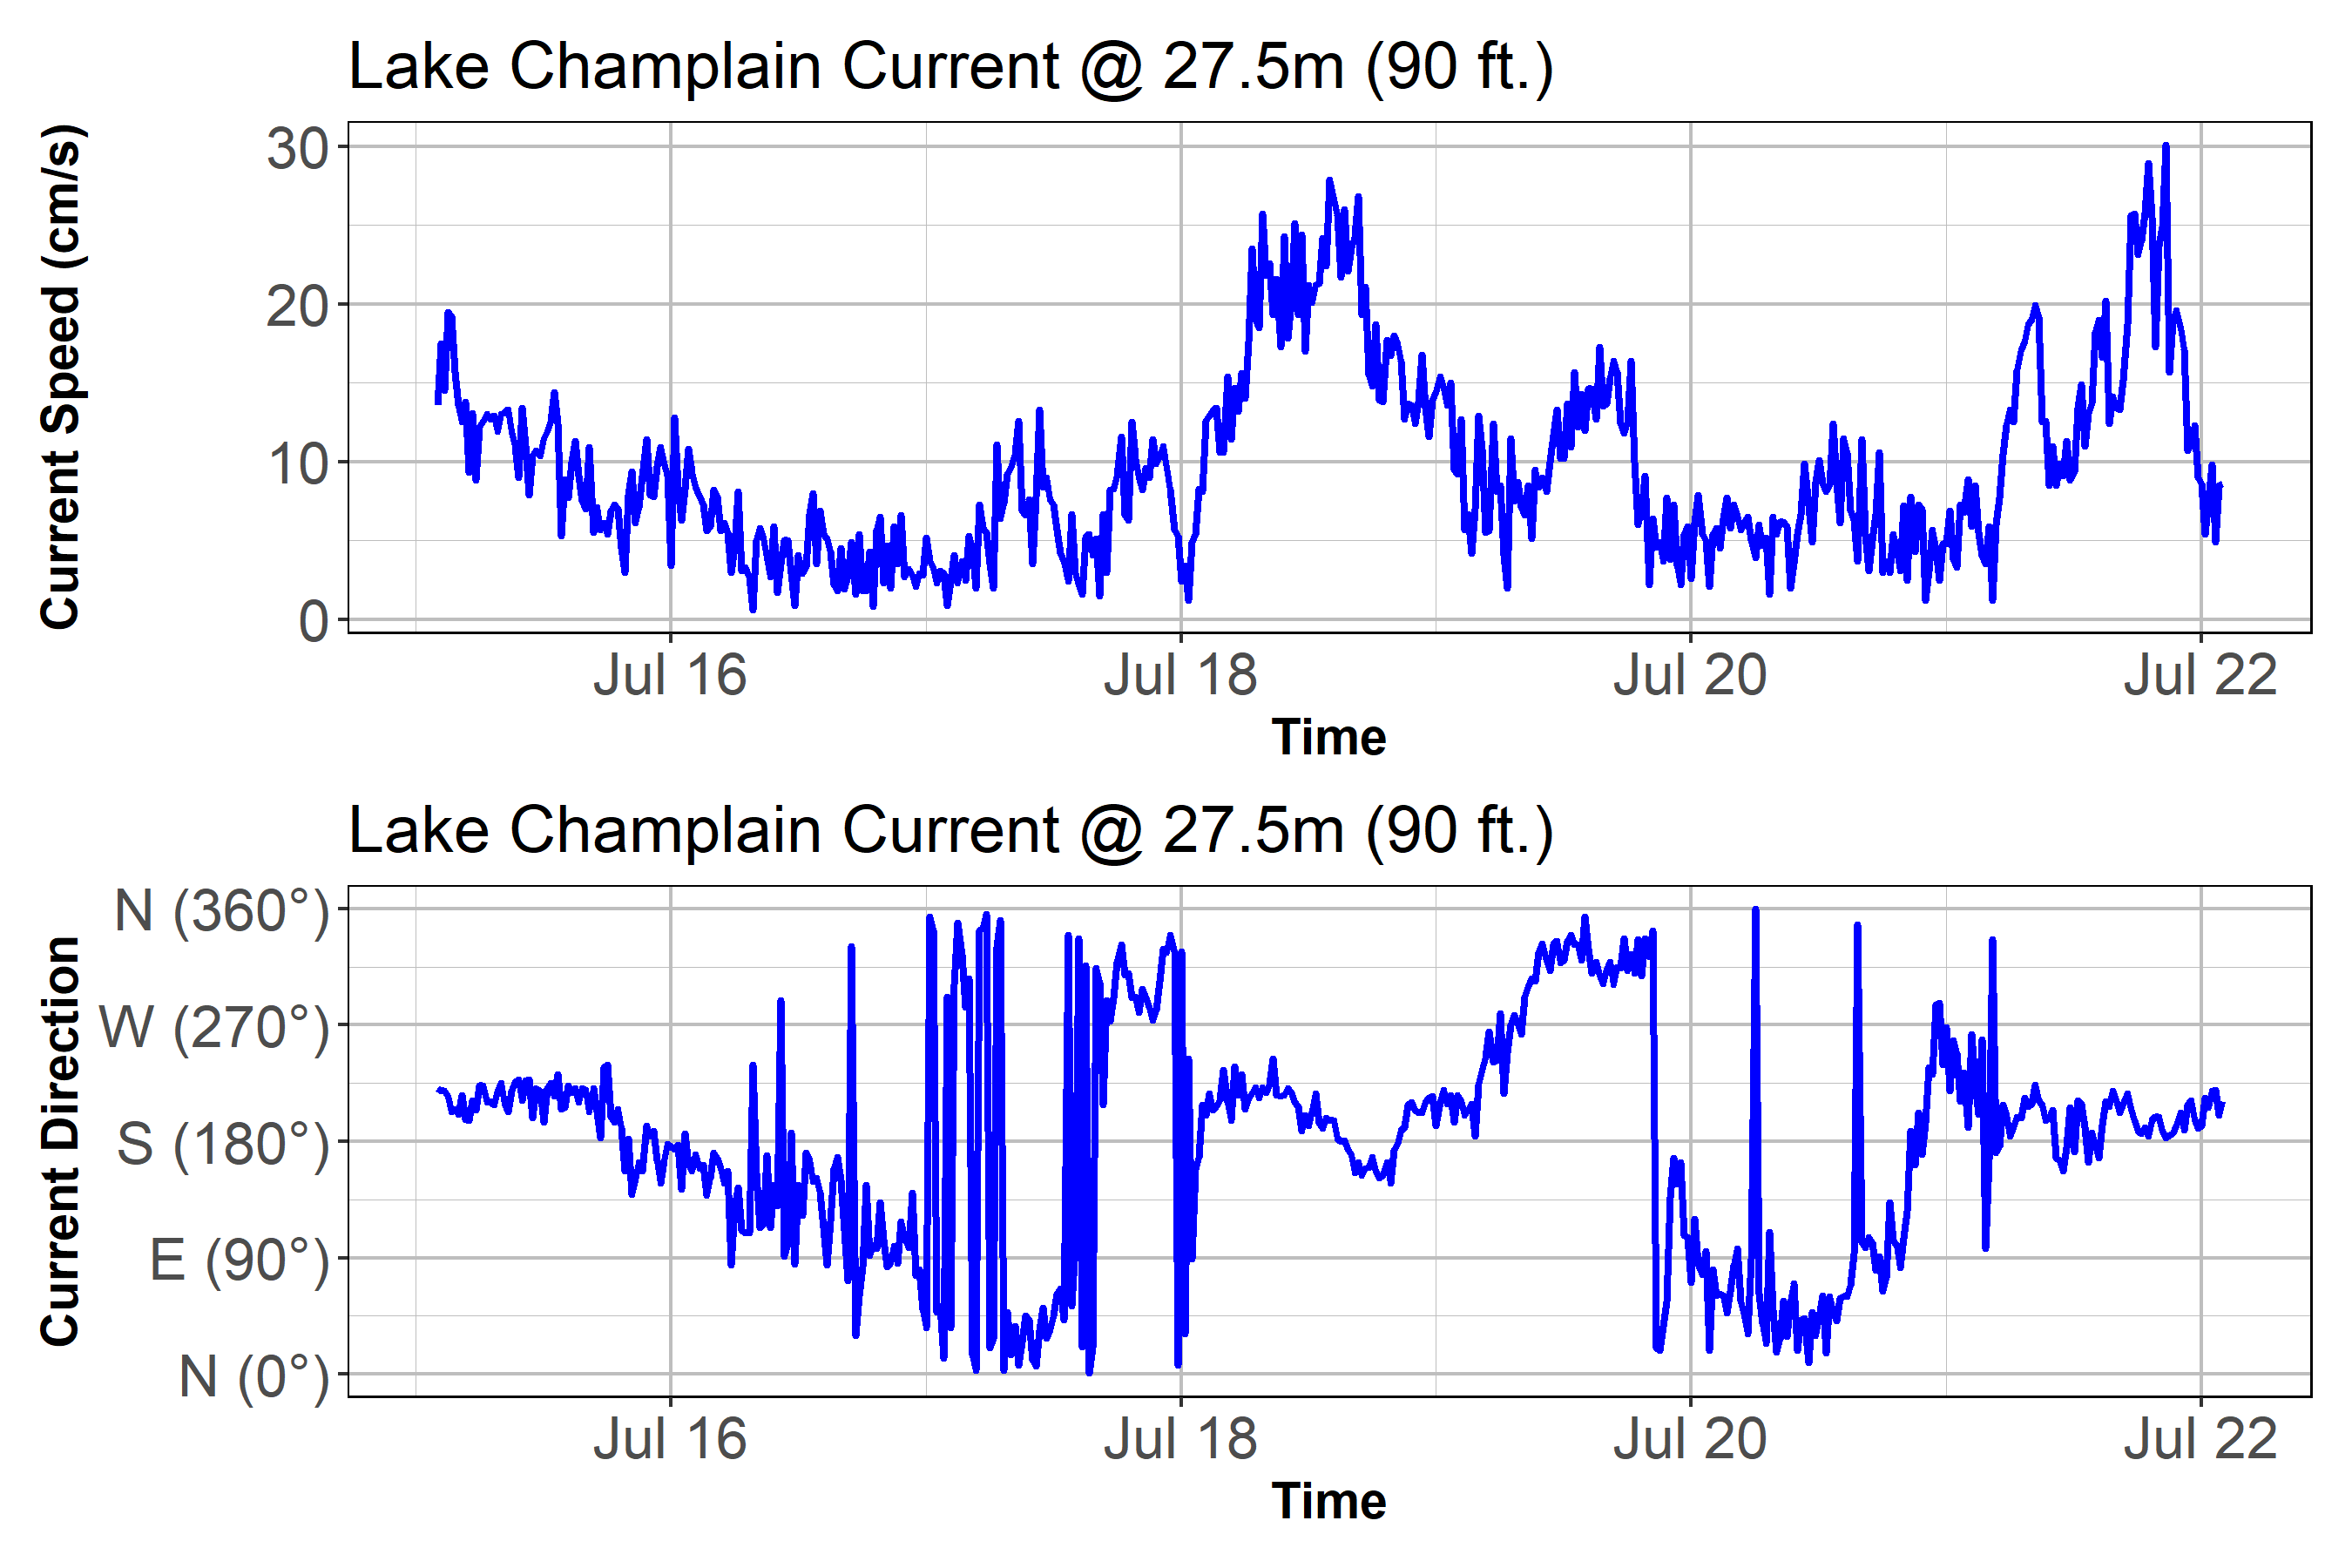 Lake Champlain Current @ 27.5m (90 ft.)
Current Speed (cm/s)
30
20
10
0
Jul 16 Jul 18 Jul 20 Jul 22
Time
Lake Champlain Current @ 27.5m (90 ft.)
Current Direction
N (360°)
W (270°)
S (180°)
E (90°)
N (0°)
Jul 16 Jul 18 Jul 20 Jul 22
Time